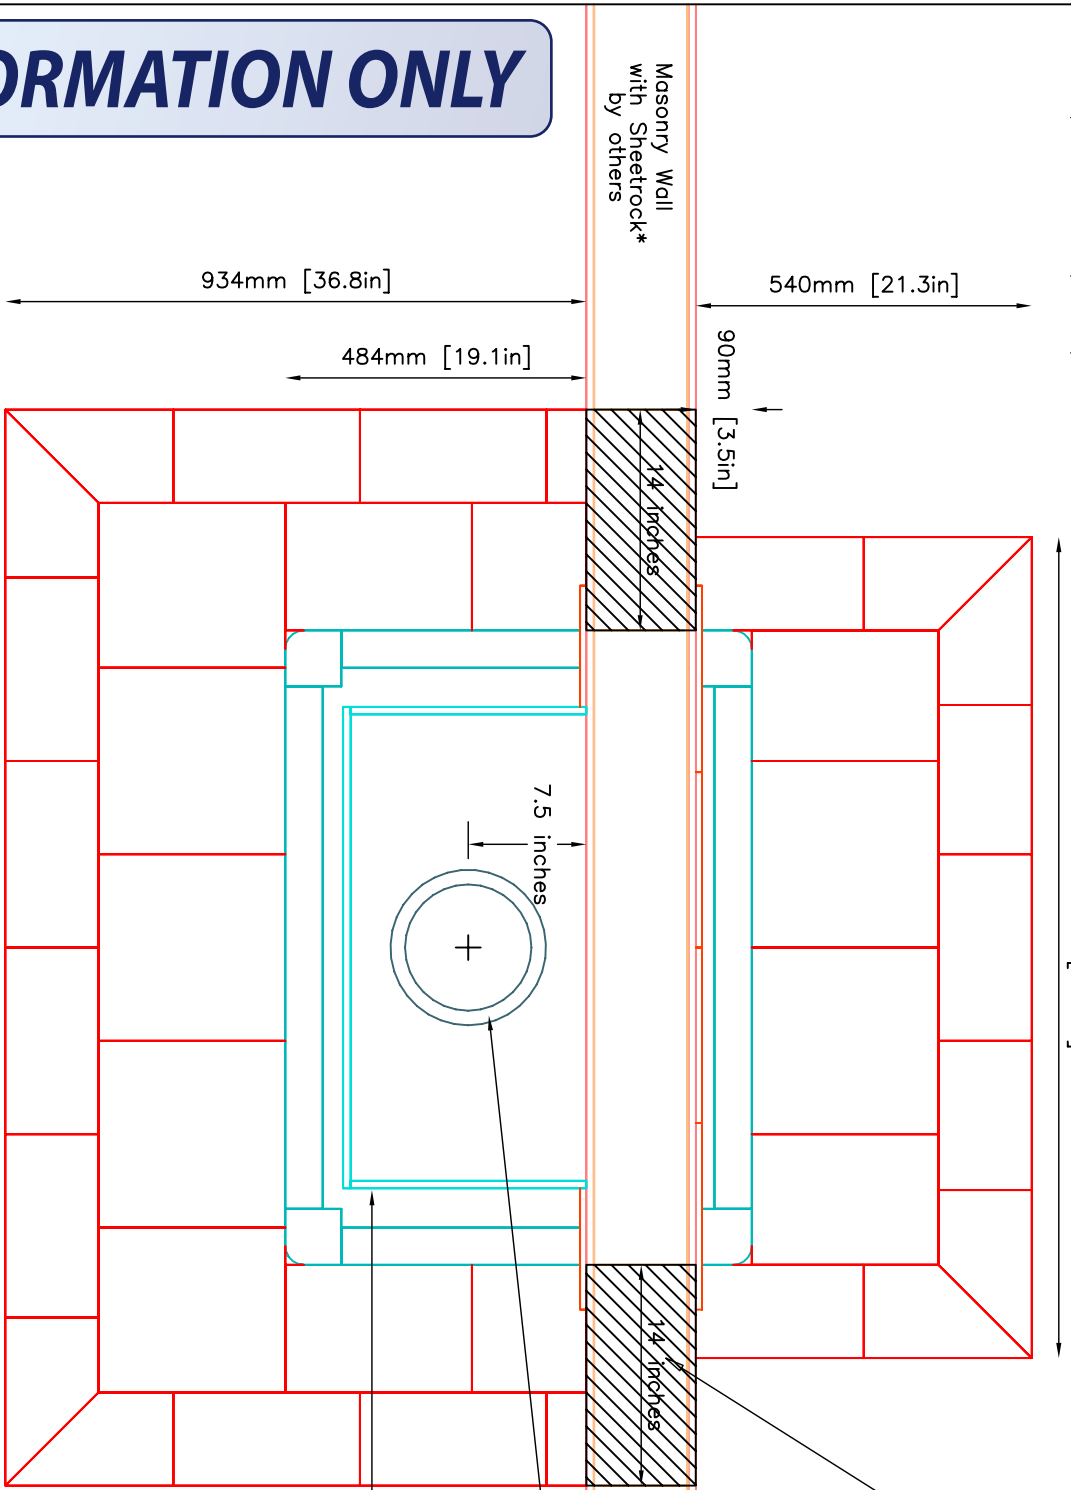 ORMATION ONLY
Masonry Wall
with Sheetrock*
by others
934mm [36.8in]
540mm [21.3in]
484mm [19.1in]
90mm [3.5in]
14 inches
7.5 inches
14 inches